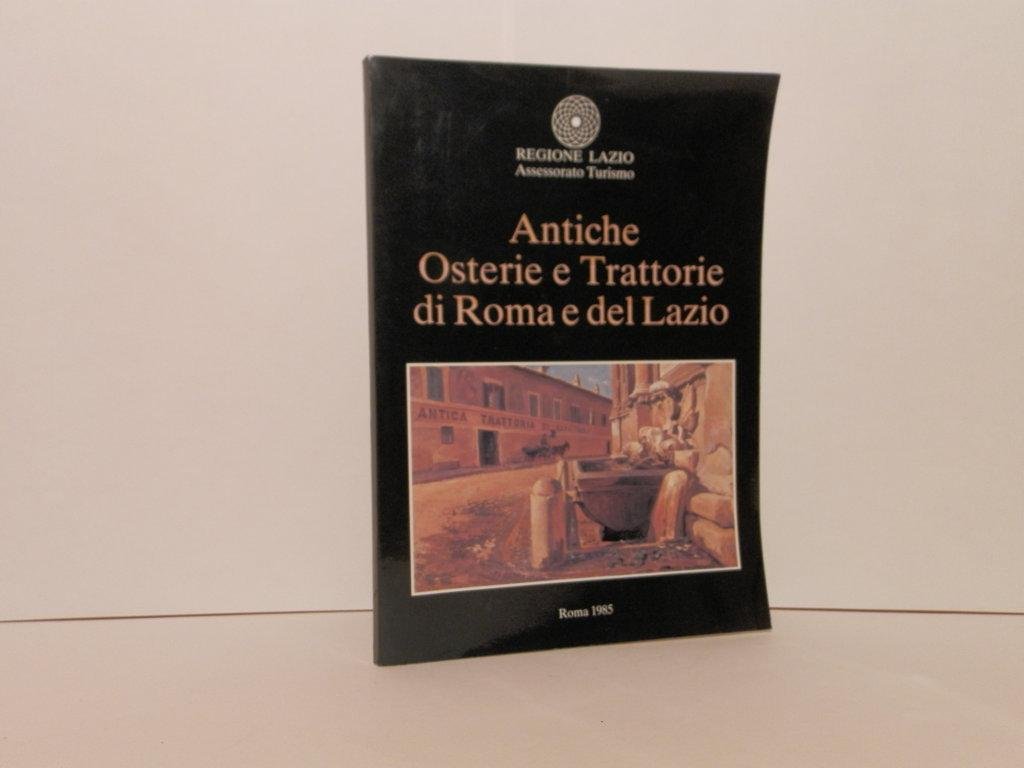 REGIONE LAZIO
Assessorato Turismo
Antiche
Osterie e Trattorie
di Roma e del Lazio
ANTICA TRATTORIA
Roma 1985